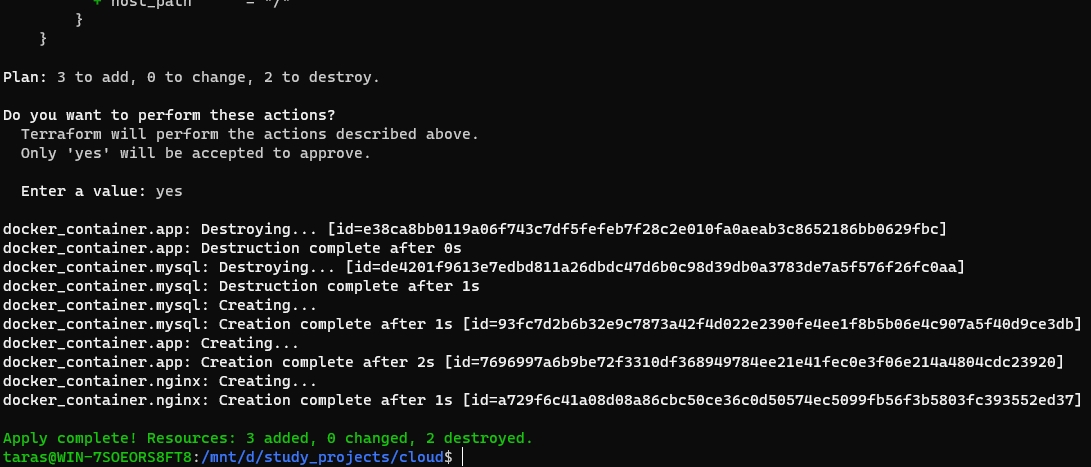 + host_path = "/"
}
}
Plan: 3 to add, 0 to change, 2 to destroy.
Do you want to perform these actions?
Terraform will perform the actions described above.
Only 'yes' will be accepted to approve.
Enter a value: yes
docker_container.app: Destroying... [id=e38ca8bb0119a06f743c7df5fefeb7f28c2e010fa0aeab3c8652186bb0629fbc]
docker_container.app: Destruction complete after 0s
docker_container.mysql: Destroying... [id=de4201f9613e7edbd811a26dbdc47d6b0c98d39db0a3783de7a5f576f26fc0aa]
docker_container.mysql: Destruction complete after 1s
docker_container.mysql: Creating...
docker_container.mysql: Creation complete after 1s [id=93fc7d2b6b32e9c7873a42f4d022e2390fe4ee1f8b5b06e4c907a5f40d9ce3db]
docker_container.app: Creating...
docker_container.app: Creation complete after 2s [id=7696997a6b9be72f3310df368949784ee21e41fec0e3f06e214a4804cdc23920]
docker_container.nginx: Creating...
docker_container.nginx: Creation complete after 1s [id=a729f6c41a08d08a86cbc50ce36c0d50574ec5099fb56f3b5803fc393552ed37]
Apply complete! Resources: 3 added, 0 changed, 2 destroyed.
taras@WIN-7SOEORS8FT8:/mnt/d/study_projects/cloud$